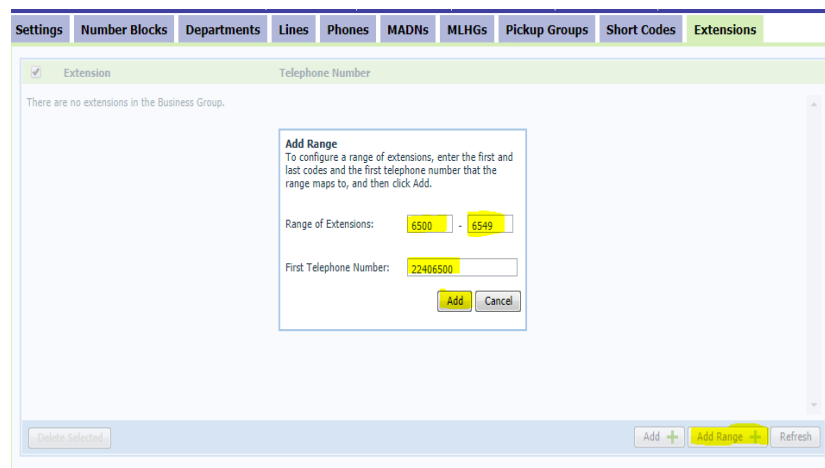 Settings Number Blocks Departments Lines Phones MADNs MLHGs Pickup Groups Short Codes Extensions
Extension Telephone Number
There are no extensions in the Business Group.
Add Range
To configure a range of extensions, enter the first and
last codes and the first telephone number that the
range maps to, and then click Add.
Range of Extensions: 6500 - 6549
First Telephone Number: 22406500
Add Cancel
Delete Selected Add Add Range Refresh